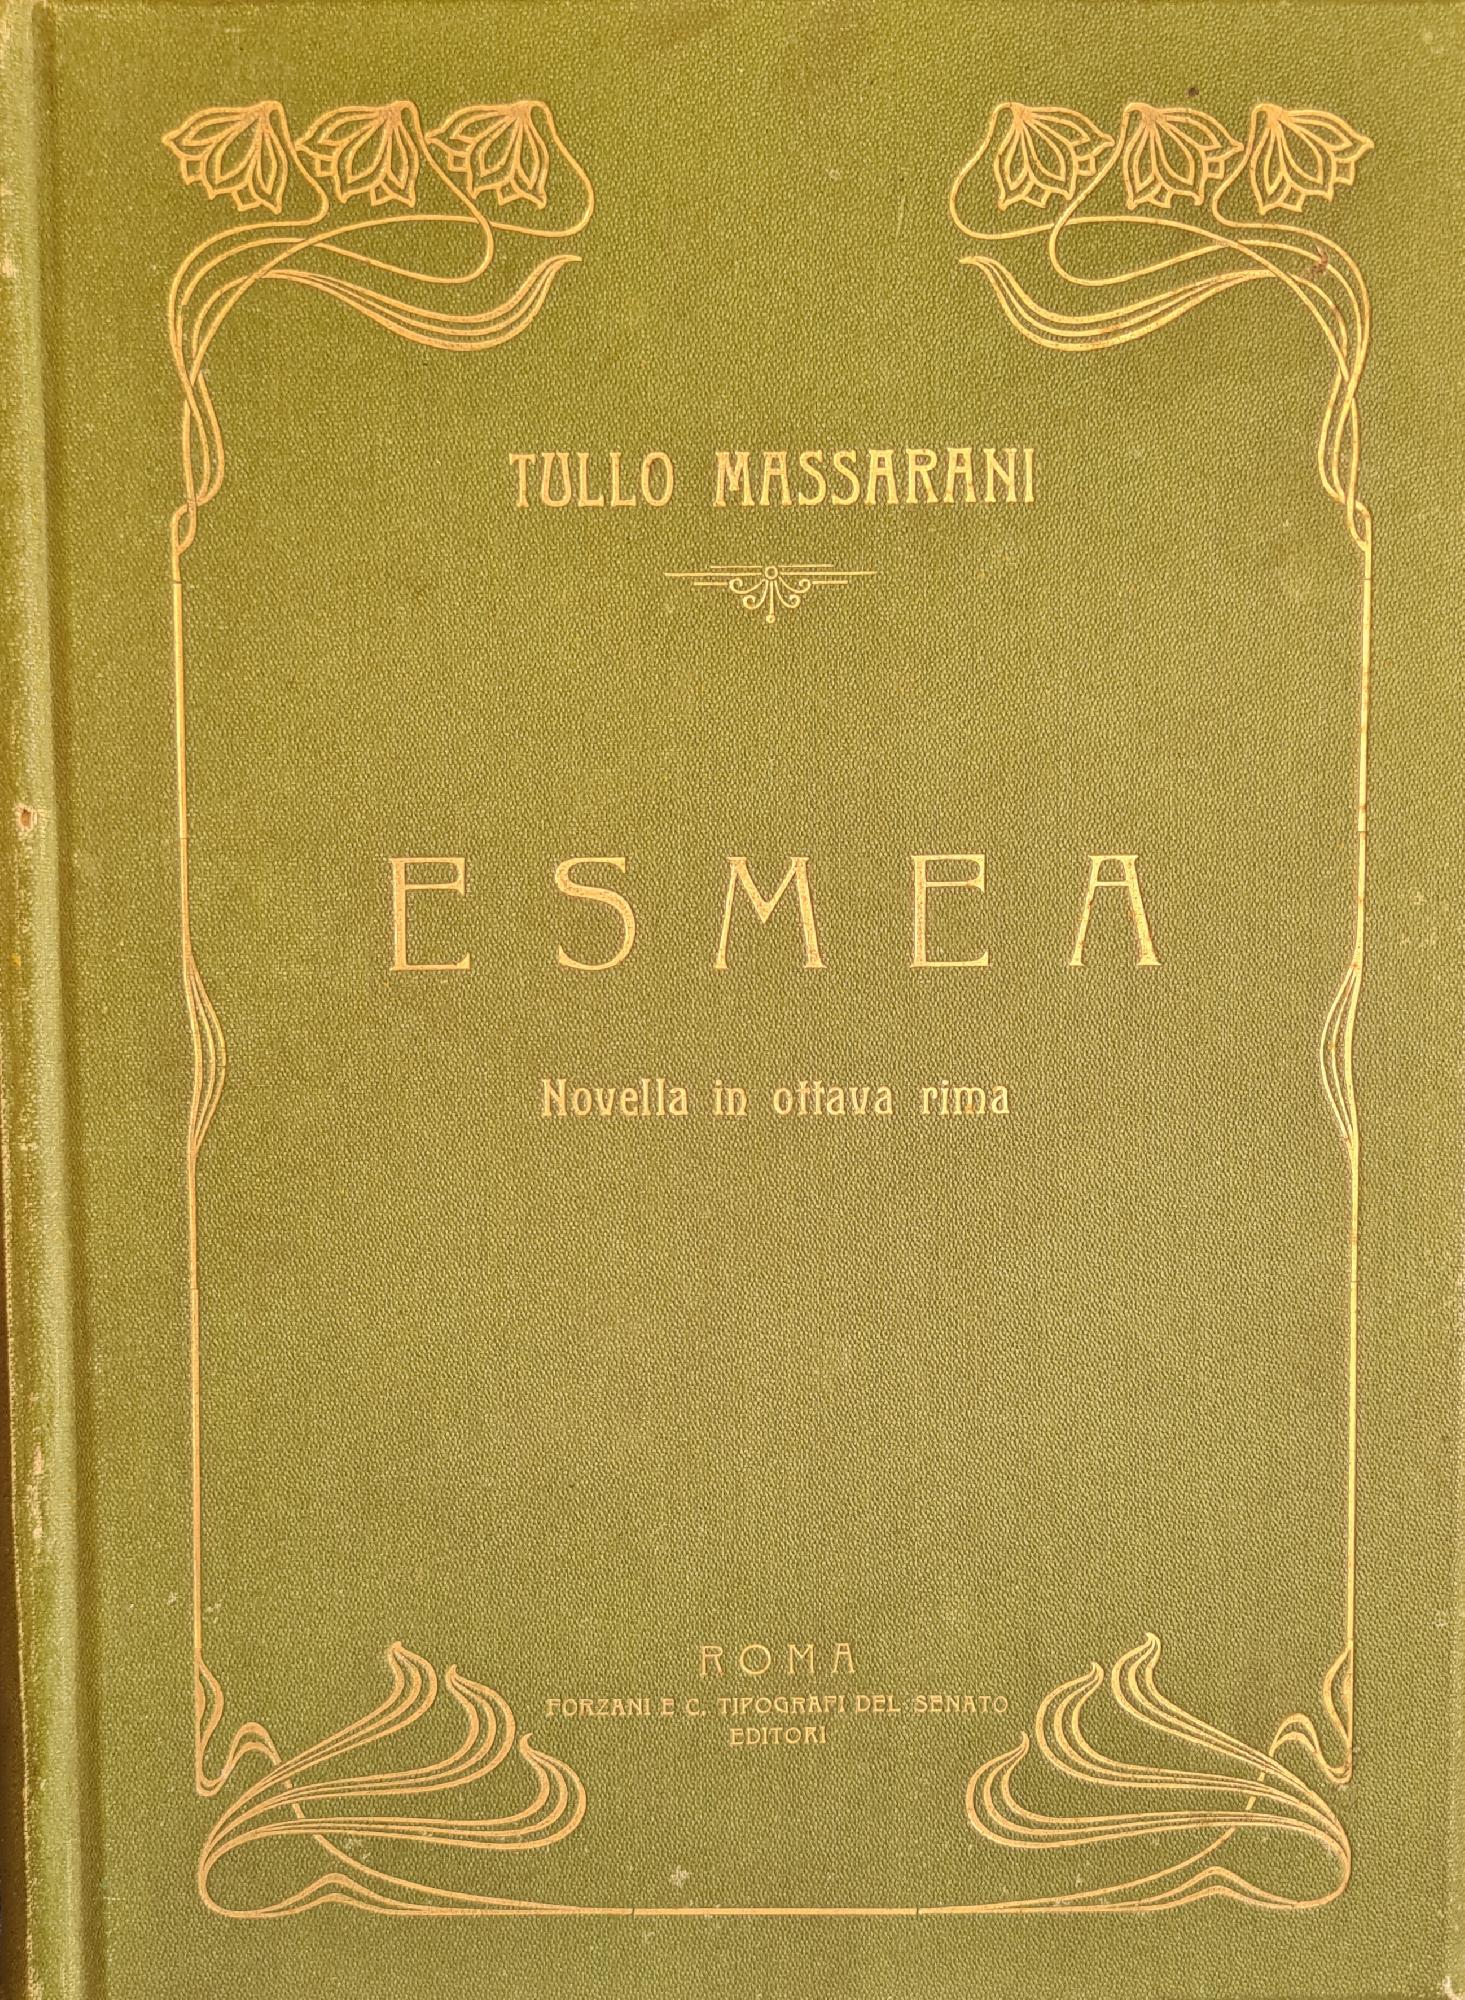 TULLO MASSARANI
ESMEA
Novella in ottava rima
ROMA
FORZANI E C. TIPOGRAFI DEL SENATO
EDITORI